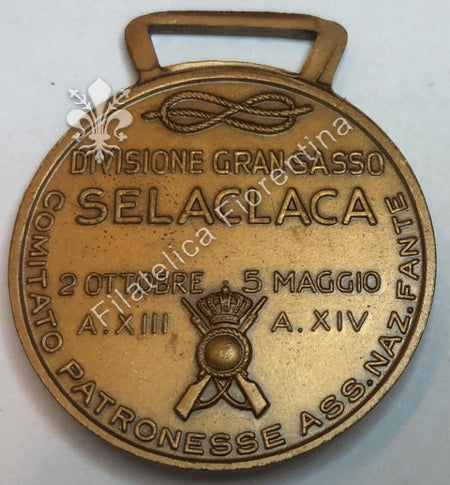 DIVISIONE GRAN SASSO
SELACLACA
2 OTTOBRE 5 MAGGIO
A. XIII A. XIV
COMITATO PATRONESSE ASS. NAZ. FANTE
Filatelica Fiorentina